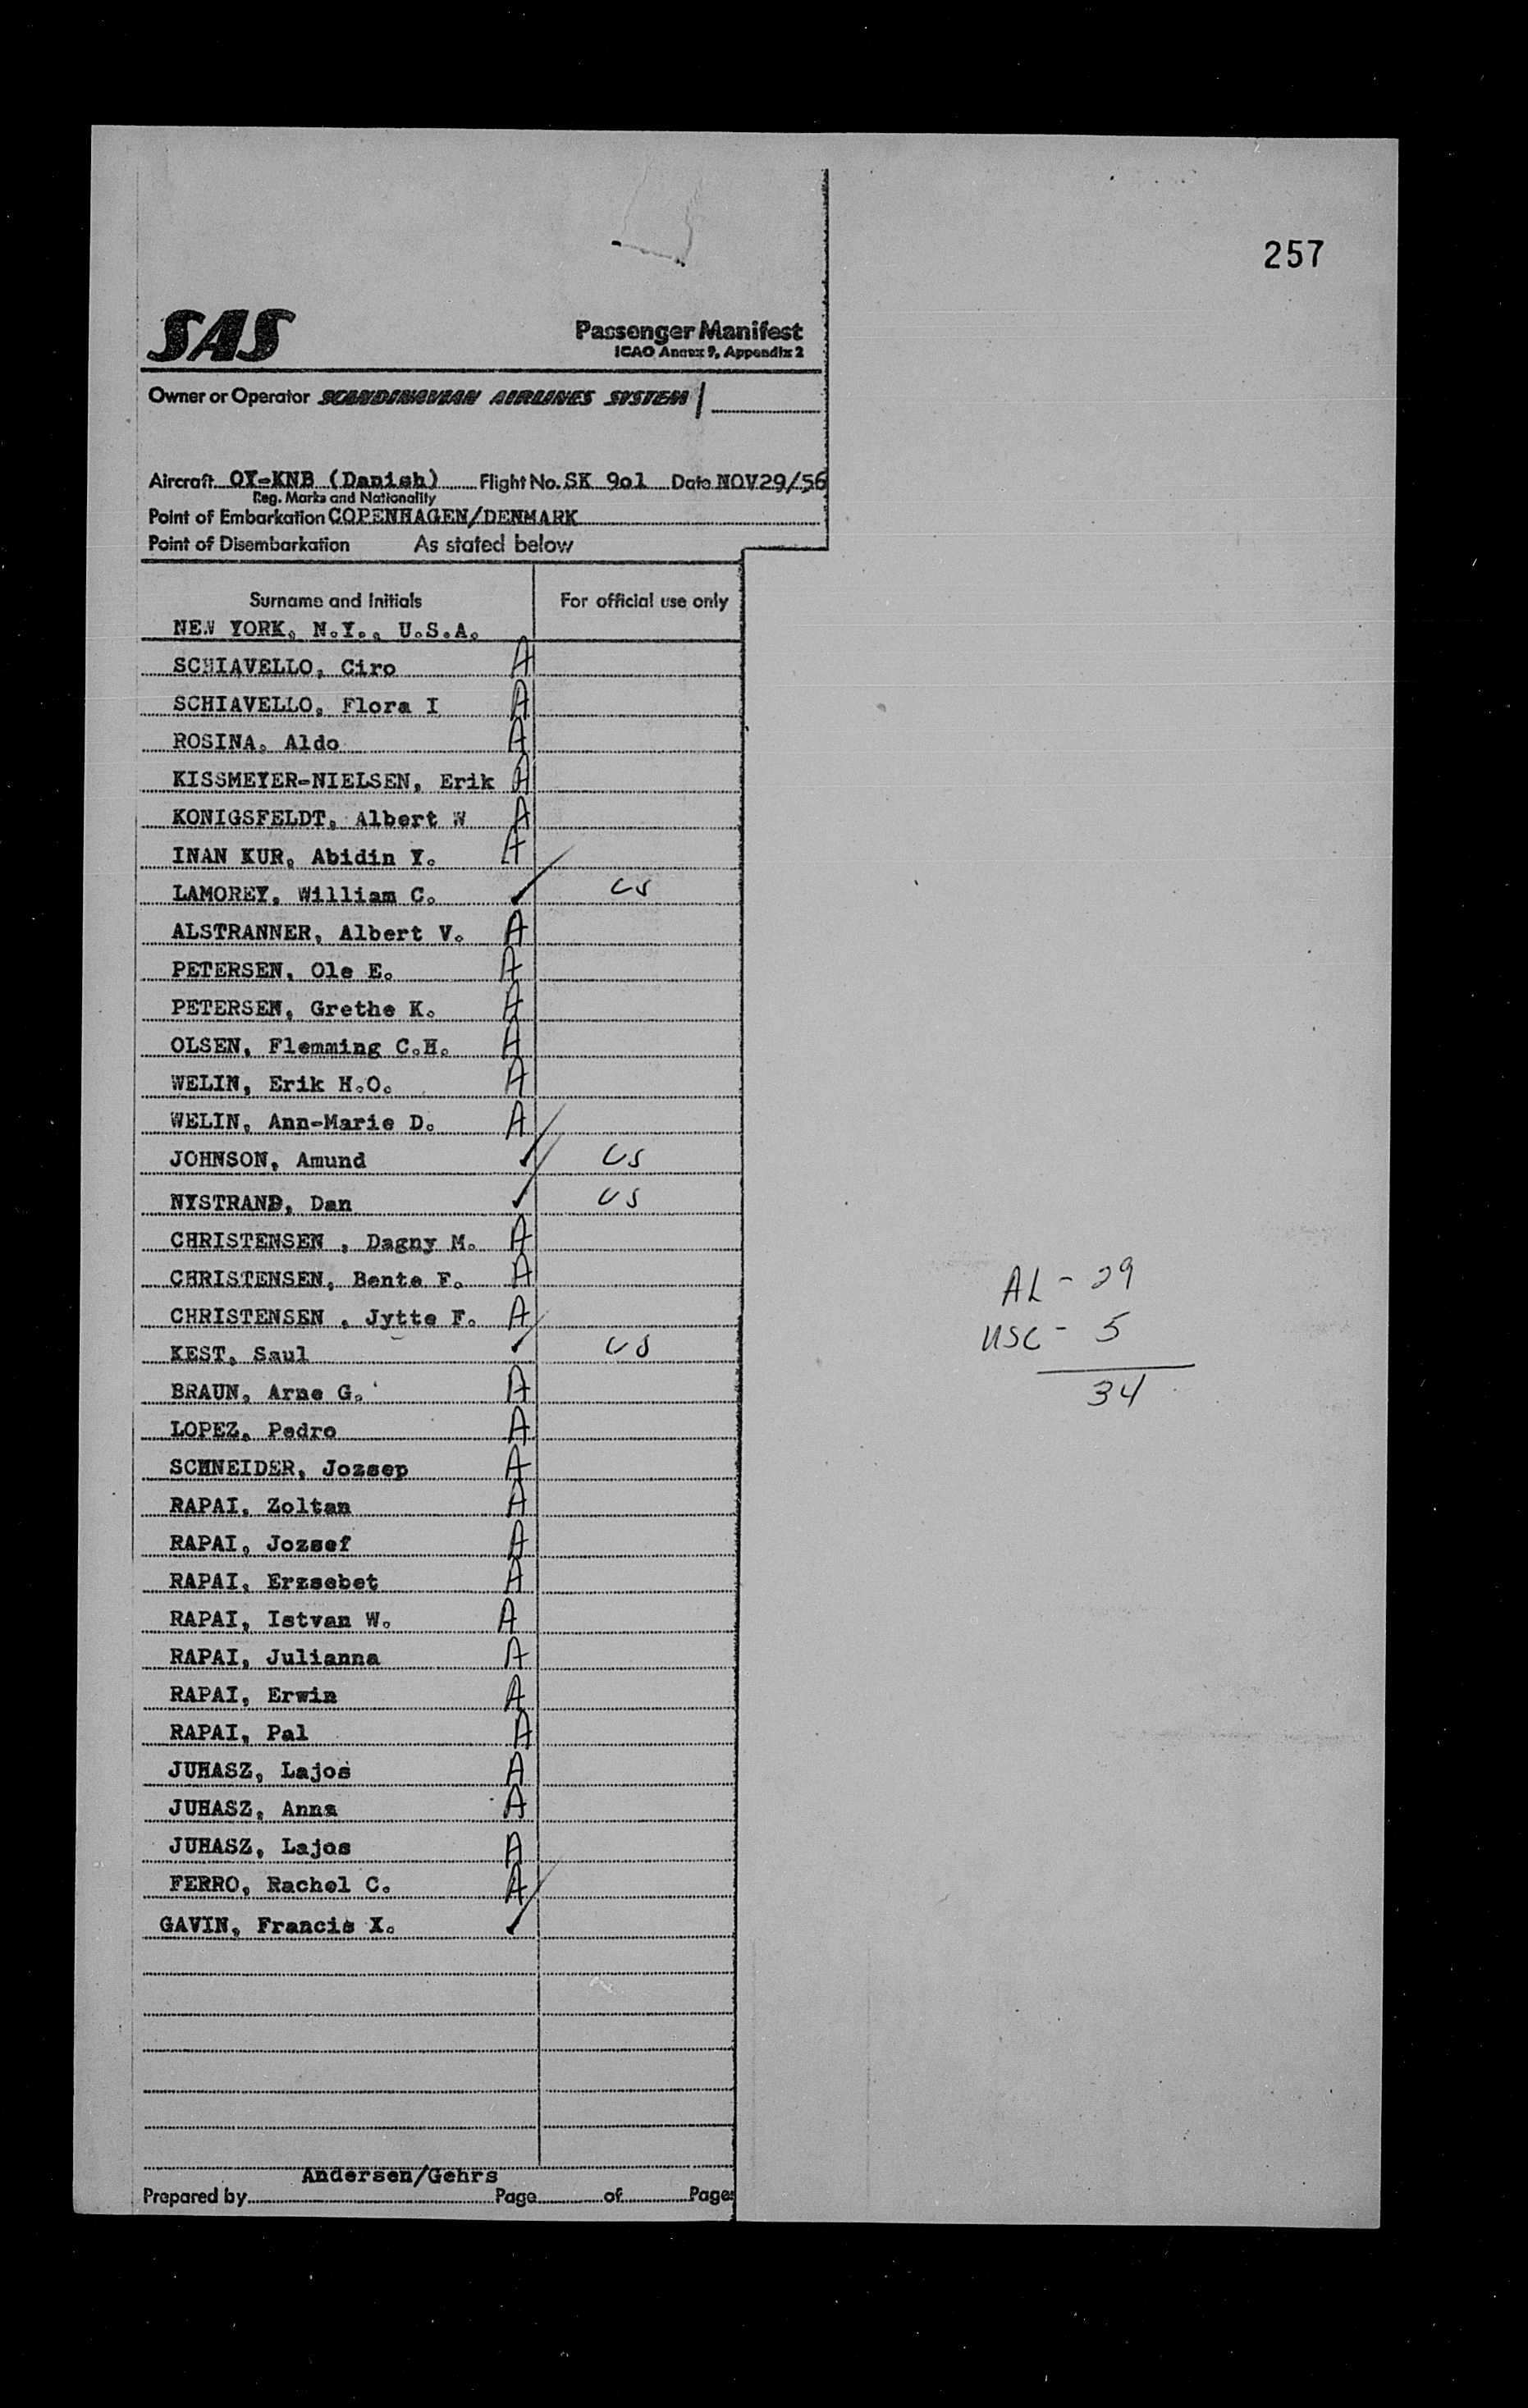 257
SAS
Passenger Manifest
ICAO Annex 9, Appendix 2
Owner or Operator SCANDINAVIAN AIRLINES SYSTEM /
Aircraft OY-KNB (Danish) Flight No. SK 9o1 Date NOV29/56
Reg. Marks and Nationality
Point of Embarkation COPENHAGEN/DENMARK
Point of Disembarkation As stated below
Surname and Initials For official use only
NEW YORK, N.Y., U.S.A.
SCHIAVELLO, Ciro A
SCHIAVELLO, Flora I A
ROSINA, Aldo A
KISSMEYER-NIELSEN, Erik A
KONIGSFELDT, Albert W A
INAN KUR, Abidin Y. A
LAMOREY, William C. ✓ US
ALSTRANNER, Albert V. A
PETERSEN, Ole E. A
PETERSEN, Grethe K. A
OLSEN, Flemming C.H. A
WELIN, Erik H.O. A
WELIN, Ann-Marie D. A
JOHNSON, Amund ✓ US
NYSTRAND, Dan ✓ US
CHRISTENSEN , Dagny M. A
CHRISTENSEN, Bente F. A
CHRISTENSEN , Jytte F. A
KEST, Saul ✓ US
BRAUN, Arne G. A
LOPEZ, Pedro A
SCHNEIDER, Jozsep A
RAPAI, Zoltan A
RAPAI, Jozsef A
RAPAI, Erzsebet A
RAPAI, Istvan W. A
RAPAI, Julianna A
RAPAI, Erwin A
RAPAI, Pal A
JUHASZ, Lajos A
JUHASZ, Anna A
JUHASZ, Lajos A
FERRO, Rachel C. A
GAVIN, Francis X. ✓
AL - 29
USC - 5
34
Andersen/Gehrs
Prepared by Page of Pages